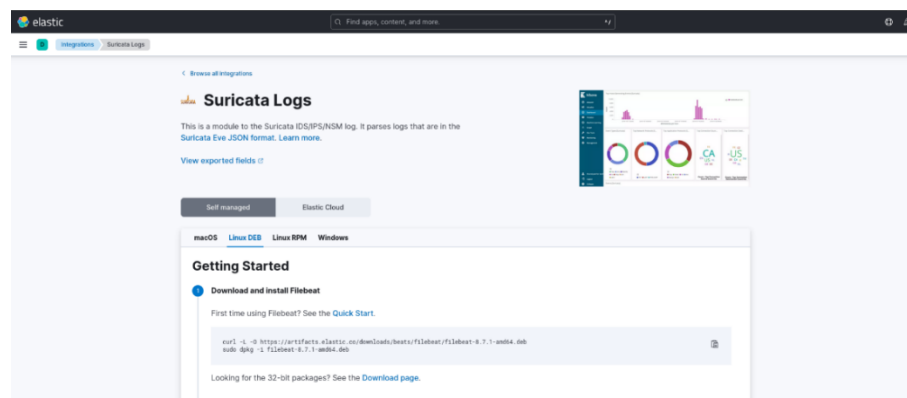 elastic
Find apps, content, and more.
Integrations
Suricata Logs
Browse all integrations
Suricata Logs
This is a module to the Suricata IDS/IPS/NSM log. It parses logs that are in the
Suricata Eve JSON format. Learn more.
View exported fields
CA
US
Self managed
Elastic Cloud
macOS
Linux DEB
Linux RPM
Windows
Getting Started
1
Download and install Filebeat
First time using Filebeat? See the Quick Start.
curl -L -O https://artifacts.elastic.co/downloads/beats/filebeat/filebeat-8.7.1-amd64.deb
sudo dpkg -i filebeat-8.7.1-amd64.deb
Looking for the 32-bit packages? See the Download page.